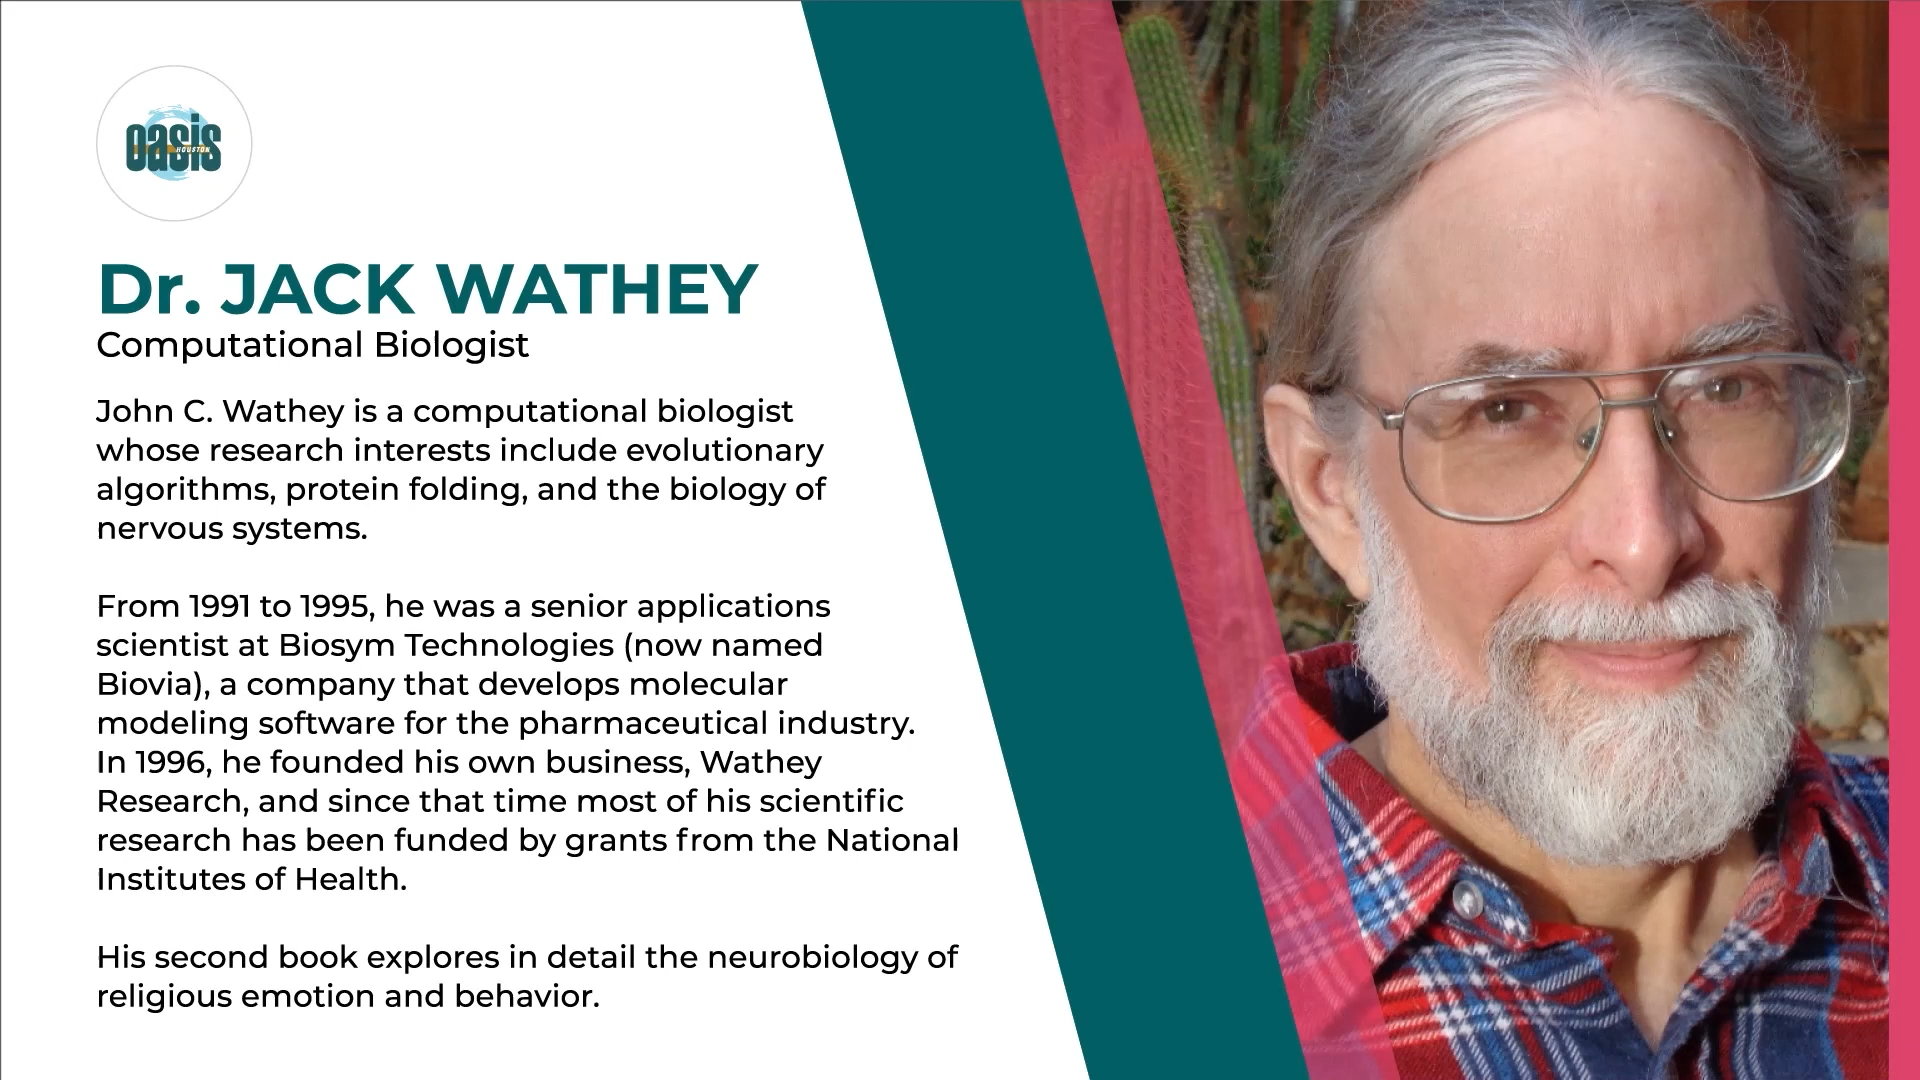 oasis
HOUSTON
Dr. JACK WATHEY
Computational Biologist
John C. Wathey is a computational biologist
whose research interests include evolutionary
algorithms, protein folding, and the biology of
nervous systems.
From 1991 to 1995, he was a senior applications
scientist at Biosym Technologies (now named
Biovia), a company that develops molecular
modeling software for the pharmaceutical industry.
In 1996, he founded his own business, Wathey
Research, and since that time most of his scientific
research has been funded by grants from the National
Institutes of Health.
His second book explores in detail the neurobiology of
religious emotion and behavior.